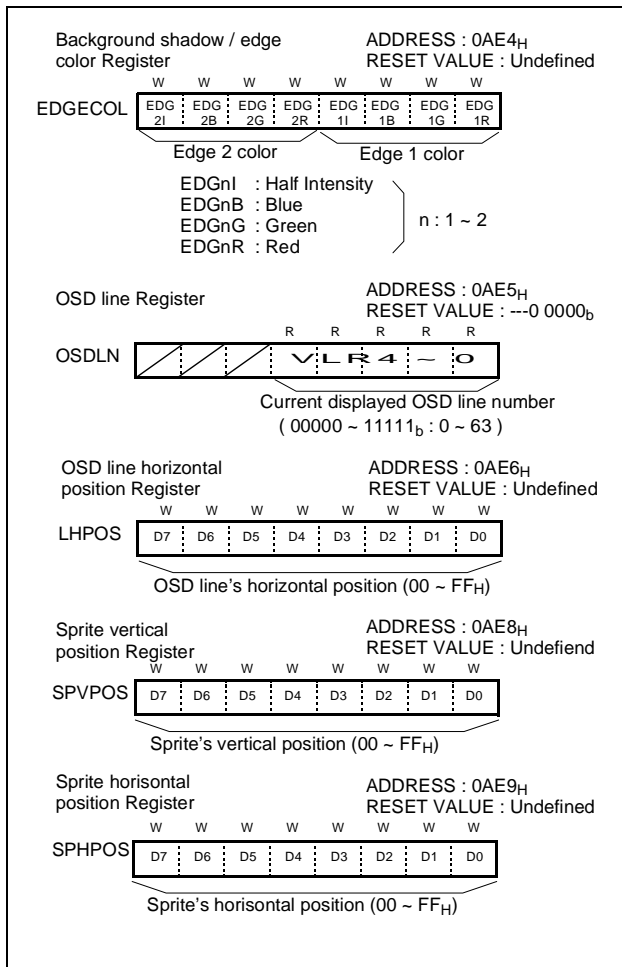 Background shadow / edge ADDRESS : 0AE4H
color Register RESET VALUE : Undefined
W W W W W W W W
EDGECOL EDG 2I EDG 2B EDG 2G EDG 2R EDG 1I EDG 1B EDG 1G EDG 1R
Edge 2 color Edge 1 color
EDGnI : Half Intensity
EDGnB : Blue
EDGnG : Green
EDGnR : Red
n : 1 ~ 2
OSD line Register ADDRESS : 0AE5H
RESET VALUE : ---0 0000b
R R R R R
OSDLN V L R 4 ~ 0
Current displayed OSD line number
( 00000 ~ 11111b : 0 ~ 63 )
OSD line horizontal ADDRESS : 0AE6H
position Register RESET VALUE : Undefined
W W W W W W W W
LHPOS D7 D6 D5 D4 D3 D2 D1 D0
OSD line's horizontal position (00 ~ FFH)
Sprite vertical ADDRESS : 0AE8H
position Register RESET VALUE : Undefiend
W W W W W W W W
SPVPOS D7 D6 D5 D4 D3 D2 D1 D0
Sprite's vertical position (00 ~ FFH)
Sprite horisontal ADDRESS : 0AE9H
position Register RESET VALUE : Undefined
W W W W W W W W
SPHPOS D7 D6 D5 D4 D3 D2 D1 D0
Sprite's horisontal position (00 ~ FFH)